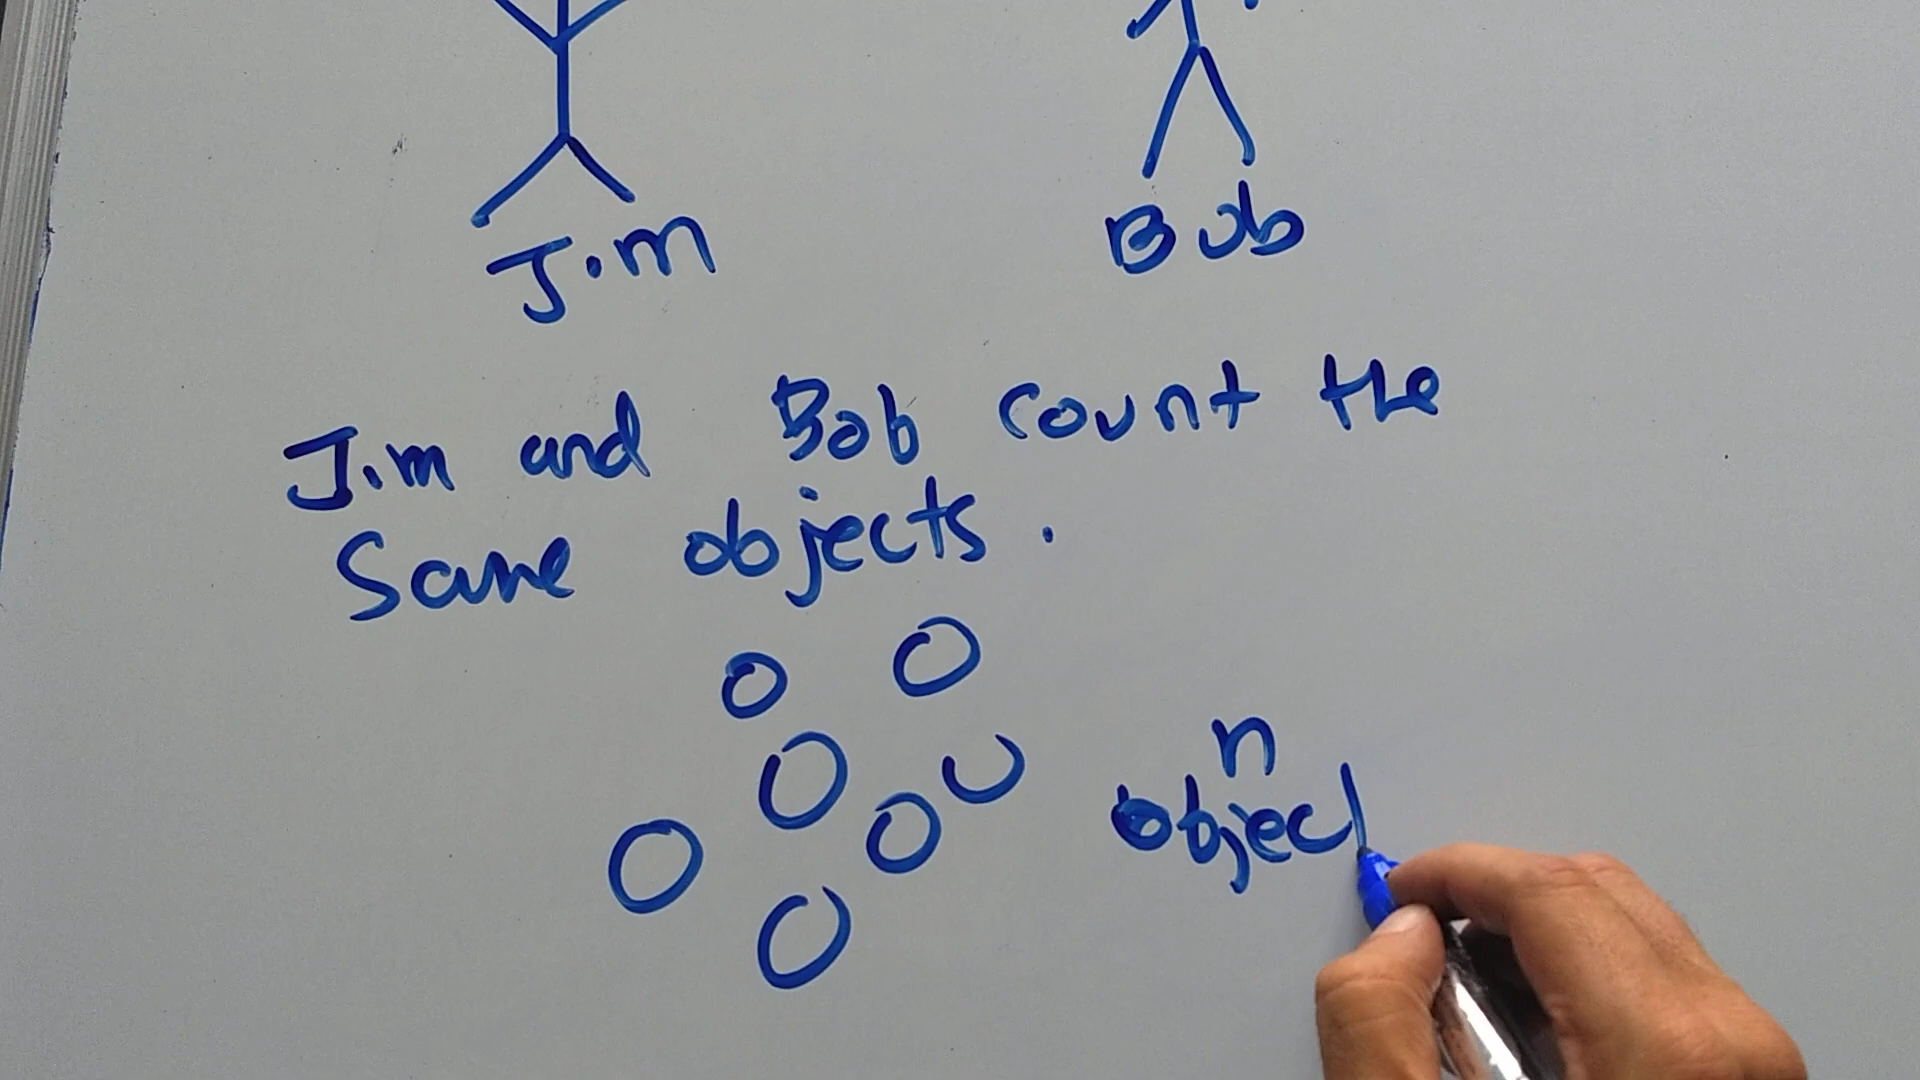 Jim
Bob
Jim and Bob count the
Same objects.
n
object